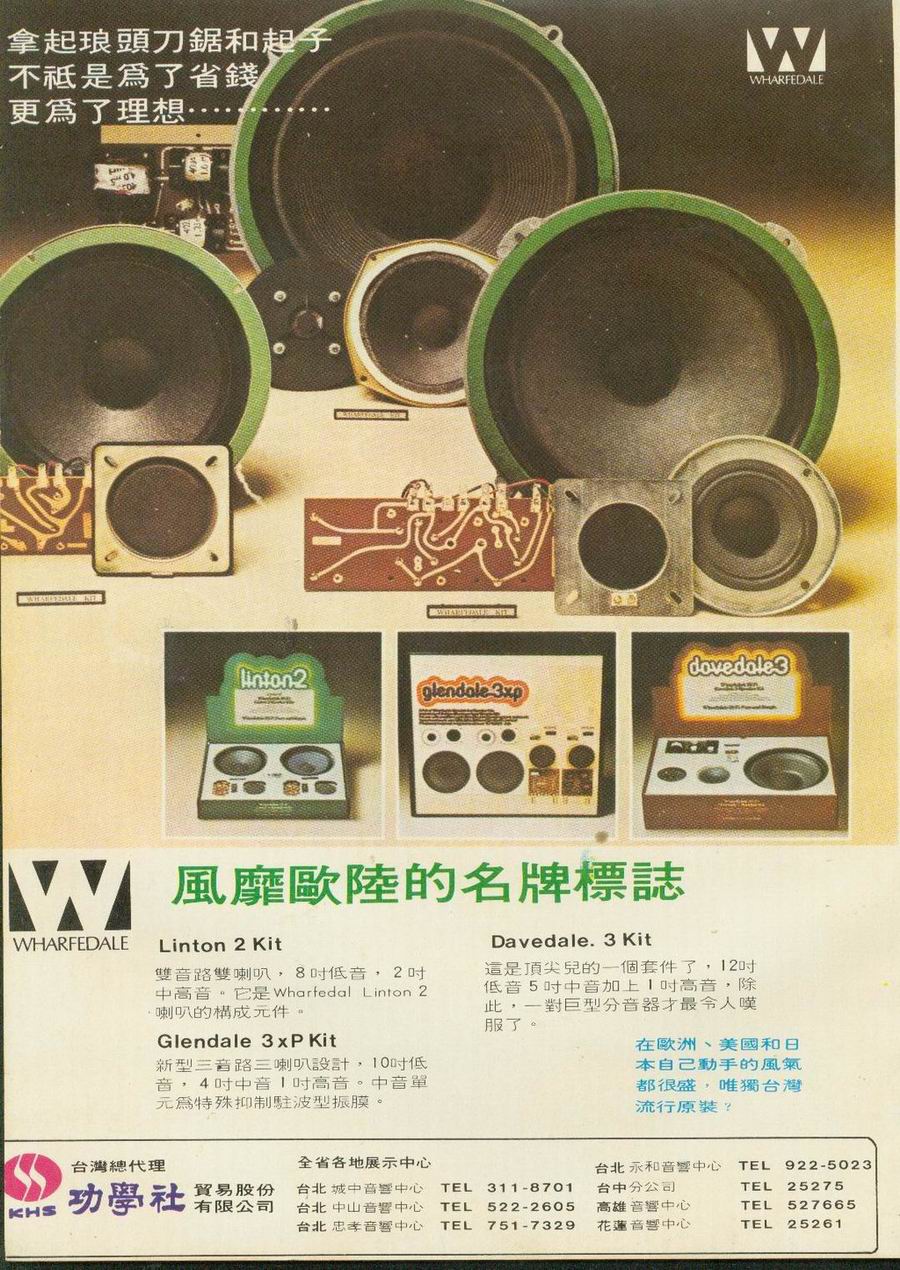 拿起琅頭刀鋸和起子
不祗是爲了省錢
更爲了理想…………
WHARFEDALE
WHARFEDALE KIT
WHARFEDALE KIT
WHARFEDALE KIT
linton2
glendale-3xp
dovedale3
WHARFEDALE
風靡歐陸的名牌標誌
Linton 2 Kit
雙音路雙喇叭，8吋低音，2吋
中高音。它是Wharfedal Linton 2
喇叭的構成元件。
Glendale 3xP Kit
新型三音路三喇叭設計，10吋低
音，4吋中音1吋高音。中音單
元爲特殊抑制駐波型振膜。
Davedale. 3 Kit
這是頂尖兒的一個套件了，12吋
低音5吋中音加上1吋高音，除
此，一對巨型分音器才最令人嘆
服了。
在歐洲、美國和日
本自己動手的風氣
都很盛，唯獨台灣
流行原裝？
KHS
台灣總代理
功學社 貿易股份有限公司
全省各地展示中心
台北 城中音響中心 TEL 311-8701
台北 中山音響中心 TEL 522-2605
台北 忠孝音響中心 TEL 751-7329
台北 永和音響中心 TEL 922-5023
台中分公司 TEL 25275
高雄音響中心 TEL 527665
花蓮音響中心 TEL 25261